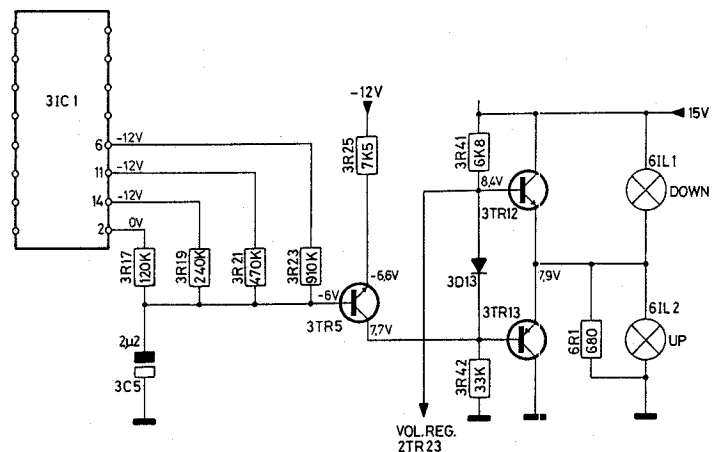 3IC1
6
-12V
11
-12V
14
-12V
2
0V
3R17
120K
3R19
240K
3R21
470K
3R23
910K
2µ2
3C5
-12V
3R25
7K5
-6V
-6,6V
3TR5
7,7V
15V
3R41
6K8
8,4V
3TR12
3D13
3TR13
7,9V
3R42
33K
VOL.REG.
2TR23
6IL1
DOWN
6R1
680
6IL2
UP